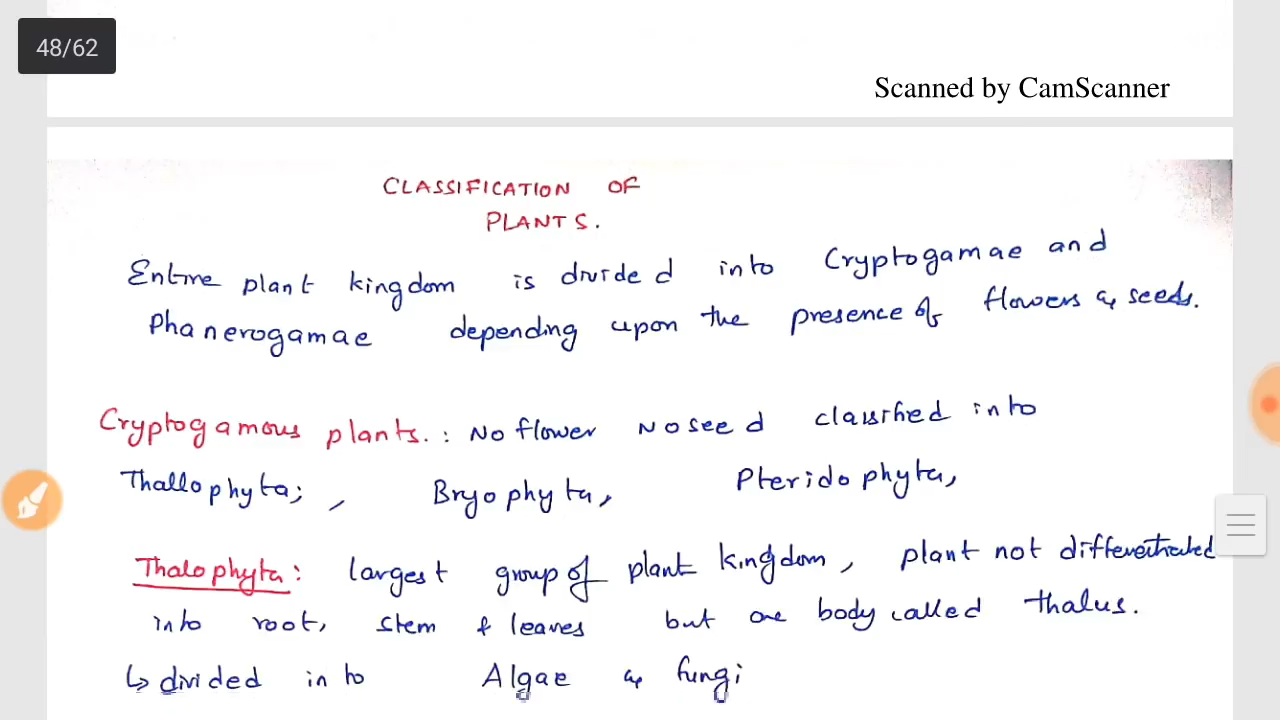 48/62
Scanned by CamScanner
CLASSIFICATION OF
PLANTS.
Entire plant kingdom is divided into Cryptogamae and
Phanerogamae depending upon the presence of flowers & seeds.
Cryptogamous plants. : No flower No seed classified into
Thallophyta; , Bryophyta, Pteridophyta,
Thalophyta: largest group of plant kingdom, plant not differentiated
into root, stem & leaves but one body called thalus.
↳ divided into Algae & fungi